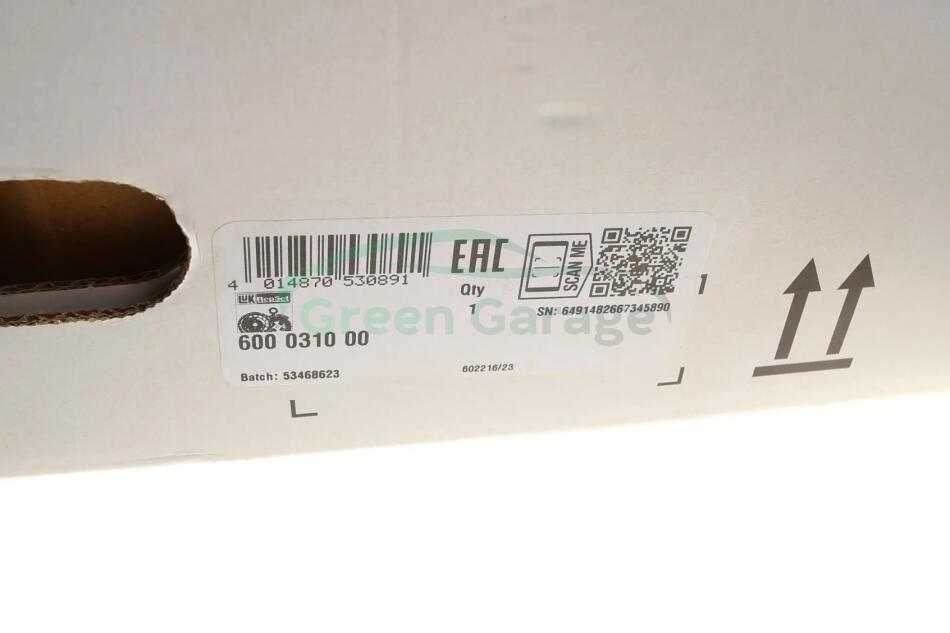 4 014870 530891
EAC
SCAN ME
Qty
1
SN: 6491482667345890
LUK RepSet
600 0310 00
Batch: 53468623
602216/23
Green Garage